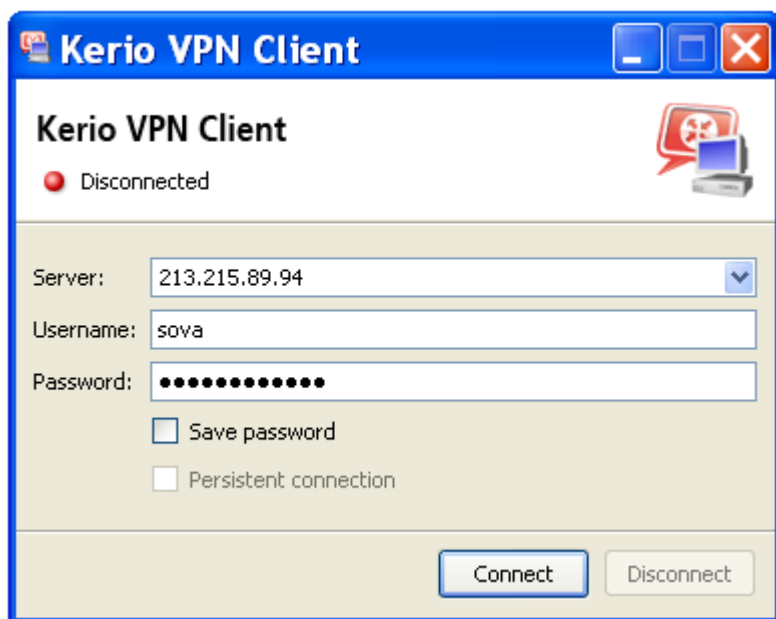 Kerio VPN Client
Kerio VPN Client
Disconnected
Server: 213.215.89.94
Username: sova
Password: ●●●●●●●●●●●●
Save password
Persistent connection
Connect Disconnect